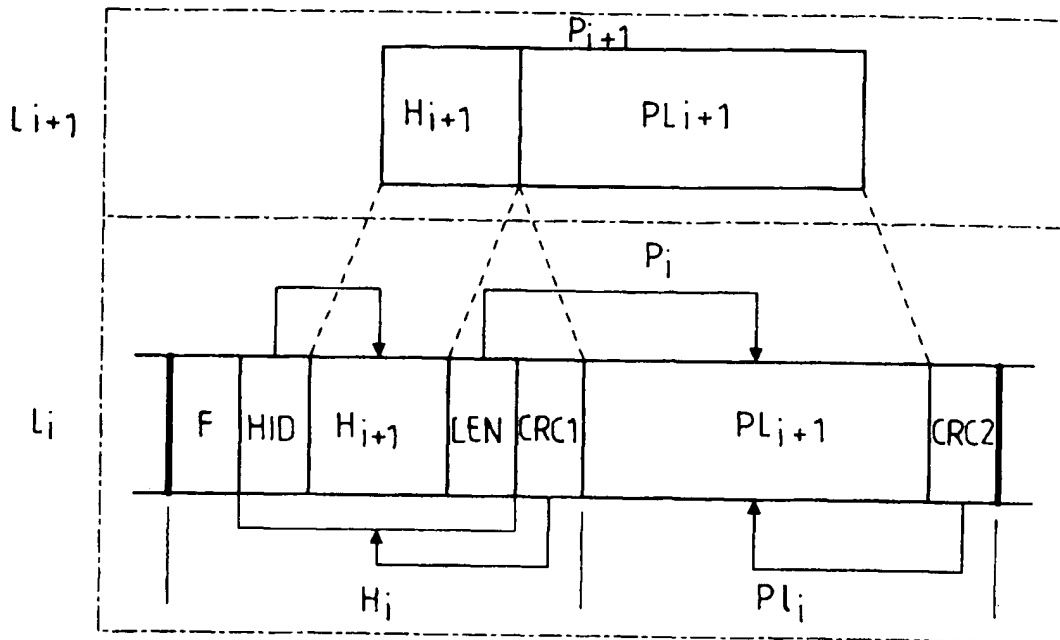 P_{i+1}
L_{i+1} H_{i+1} PL_{i+1}
P_i
L_i F HID H_{i+1} LEN CRC1 PL_{i+1} CRC2
H_i Pl_i